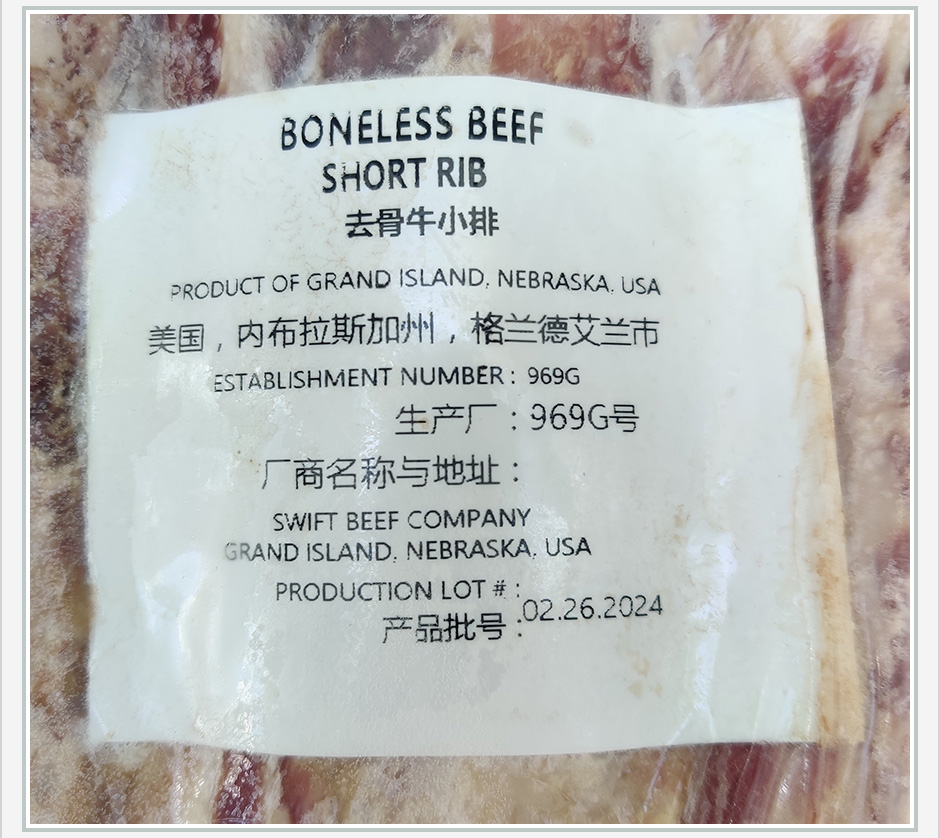 BONELESS BEEF
SHORT RIB
去骨牛小排
PRODUCT OF GRAND ISLAND, NEBRASKA, USA
美国，内布拉斯加州，格兰德艾兰市
ESTABLISHMENT NUMBER: 969G
生产厂：969G号
厂商名称与地址：
SWIFT BEEF COMPANY
GRAND ISLAND, NEBRASKA, USA
PRODUCTION LOT #:
产品批号:02.26.2024